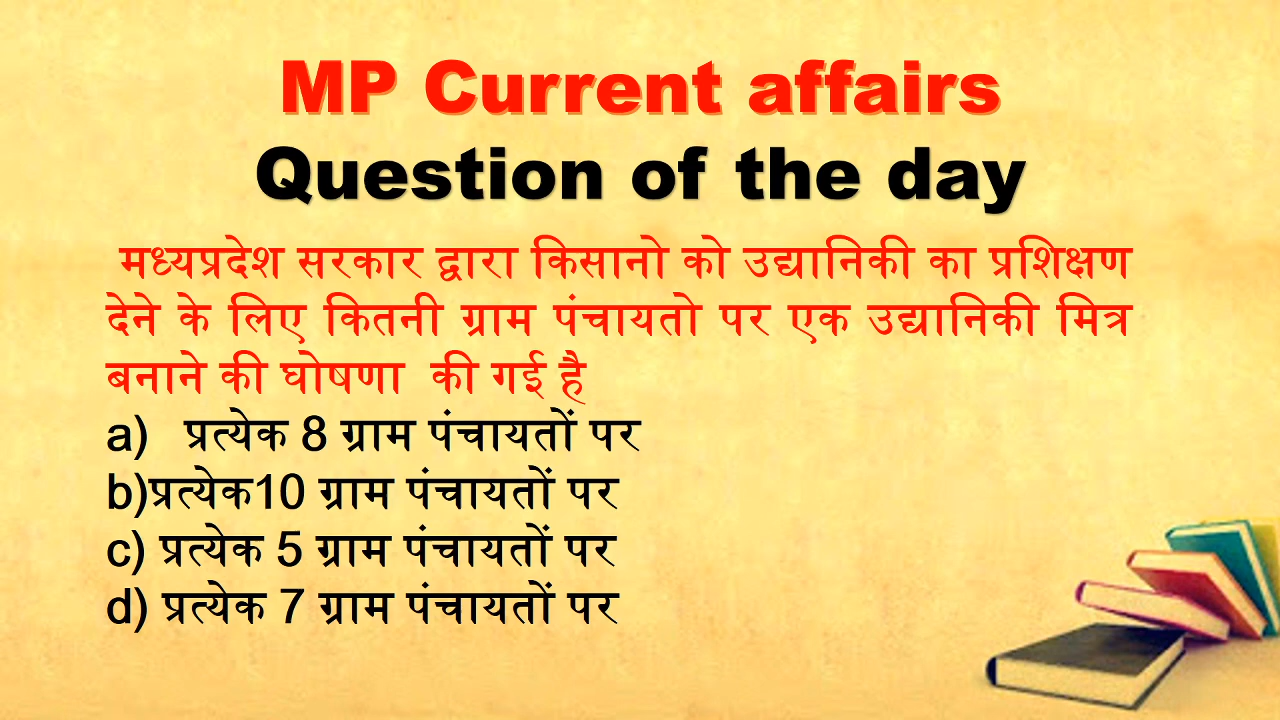 MP Current affairs
Question of the day
मध्यप्रदेश सरकार द्वारा किसानो को उद्यानिकी का प्रशिक्षण
देने के लिए कितनी ग्राम पंचायतो पर एक उद्यानिकी मित्र
बनाने की घोषणा की गई है
a) प्रत्येक 8 ग्राम पंचायतों पर
b)प्रत्येक10 ग्राम पंचायतों पर
c) प्रत्येक 5 ग्राम पंचायतों पर
d) प्रत्येक 7 ग्राम पंचायतों पर